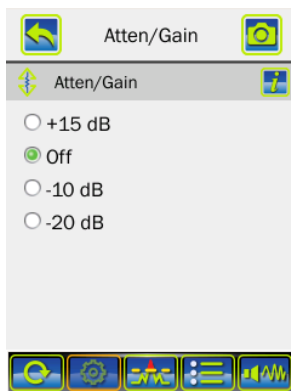 Atten/Gain
Atten/Gain
i
+15 dB
Off
-10 dB
-20 dB